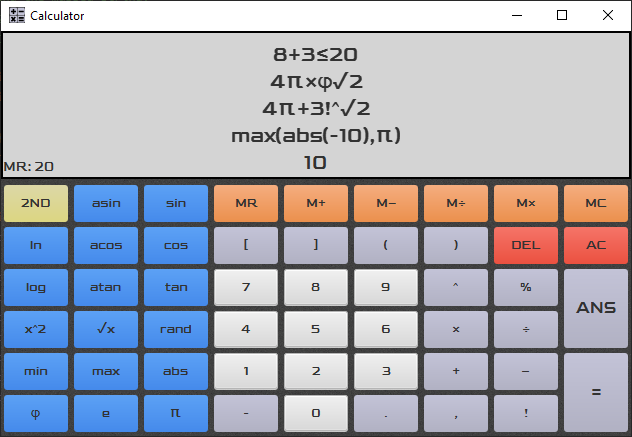 Calculator
8+3≤20
4π×φ√2
4π+3!^√2
max(abs(-10),π)
10
MR: 20
2ND asin sin MR M+ M− M÷ M× MC
ln acos cos [ ] ( ) DEL AC
log atan tan 7 8 9 ^ % ANS
x^2 √x rand 4 5 6 × ÷
min max abs 1 2 3 + − =
φ e π - 0 . , !